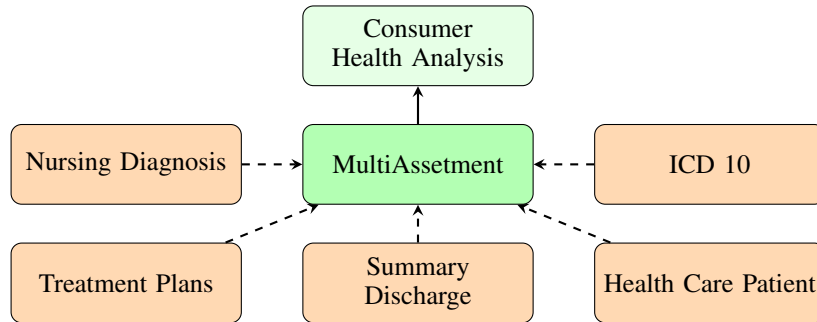 Consumer
Health Analysis
Nursing Diagnosis
MultiAssetment
ICD 10
Treatment Plans
Summary
Discharge
Health Care Patient